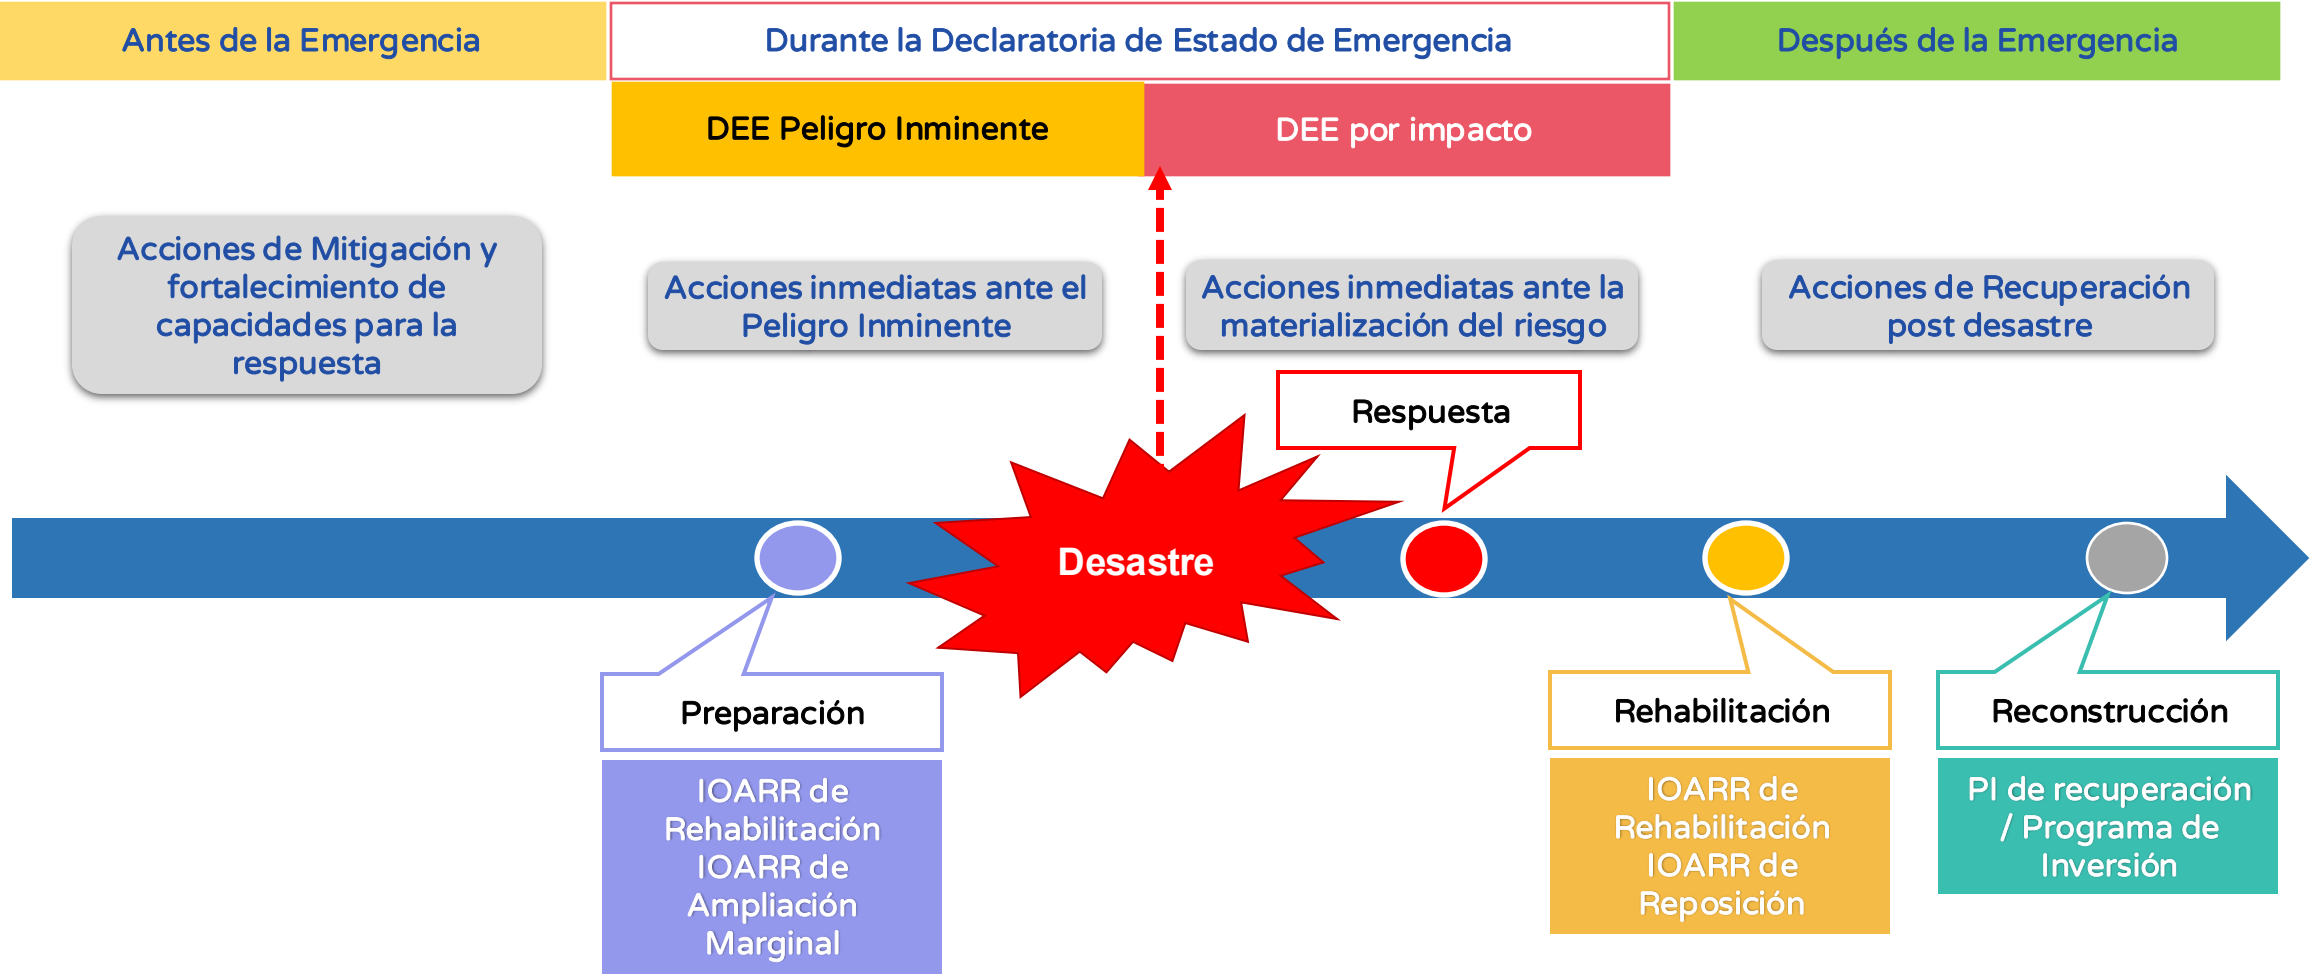 Antes de la Emergencia
Durante la Declaratoria de Estado de Emergencia
Después de la Emergencia
DEE Peligro Inminente
DEE por impacto
Acciones de Mitigación y
fortalecimiento de
capacidades para la
respuesta
Acciones inmediatas ante el
Peligro Inminente
Acciones inmediatas ante la
materialización del riesgo
Acciones de Recuperación
post desastre
Respuesta
Desastre
Preparación
IOARR de
Rehabilitación
IOARR de
Ampliación
Marginal
Rehabilitación
IOARR de
Rehabilitación
IOARR de
Reposición
Reconstrucción
PI de recuperación
/ Programa de
Inversión